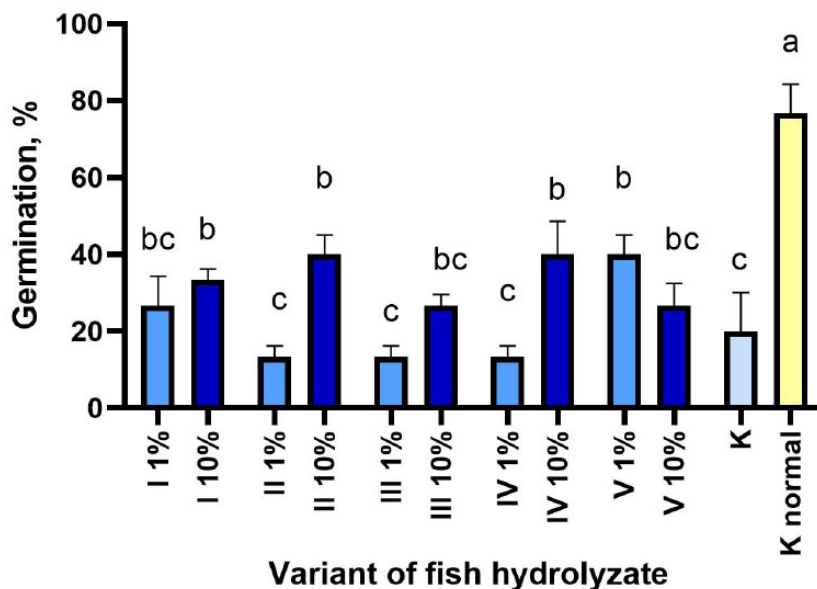 Germination, %
100
80
60
40
20
0
bc
b
c
b
c
bc
c
b
b
bc
c
a
I 1%
I 10%
II 1%
II 10%
III 1%
III 10%
IV 1%
IV 10%
V 1%
V 10%
K
K normal
Variant of fish hydrolyzate